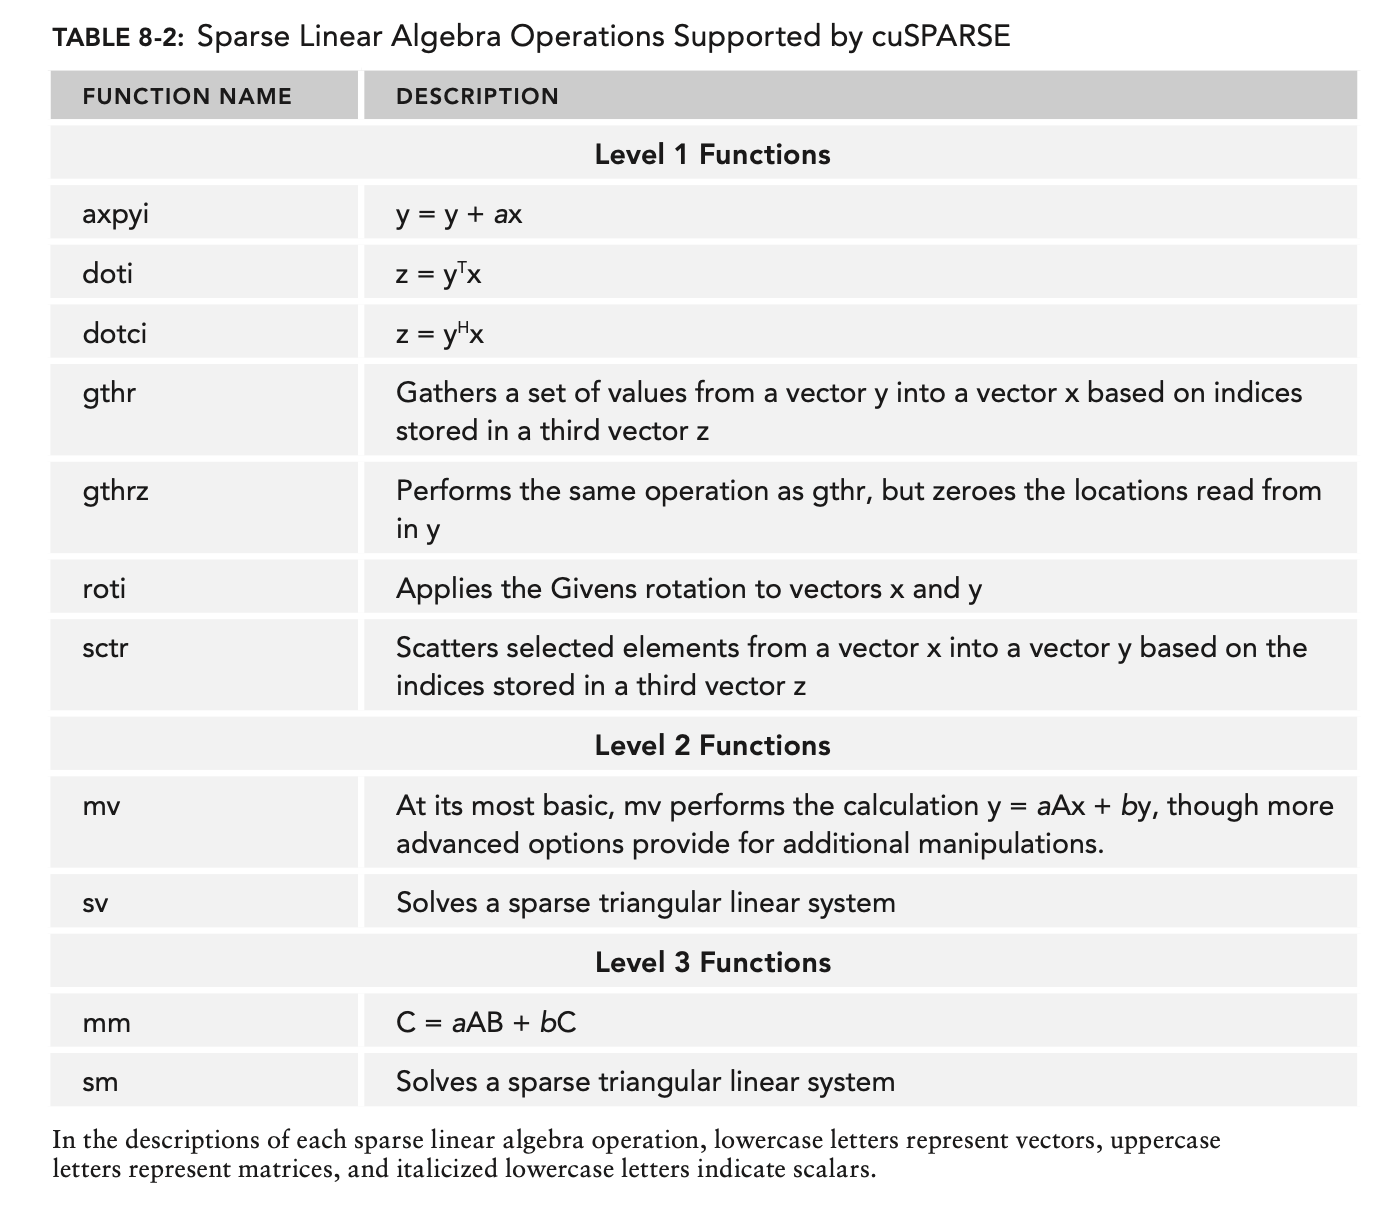 TABLE 8-2: Sparse Linear Algebra Operations Supported by cuSPARSE
FUNCTION NAME DESCRIPTION
Level 1 Functions
axpyi y = y + ax
doti z = yᵀx
dotci z = yᴴx
gthr Gathers a set of values from a vector y into a vector x based on indices
stored in a third vector z
gthrz Performs the same operation as gthr, but zeroes the locations read from
in y
roti Applies the Givens rotation to vectors x and y
sctr Scatters selected elements from a vector x into a vector y based on the
indices stored in a third vector z
Level 2 Functions
mv At its most basic, mv performs the calculation y = aAx + by, though more
advanced options provide for additional manipulations.
sv Solves a sparse triangular linear system
Level 3 Functions
mm C = aAB + bC
sm Solves a sparse triangular linear system
In the descriptions of each sparse linear algebra operation, lowercase letters represent vectors, uppercase
letters represent matrices, and italicized lowercase letters indicate scalars.